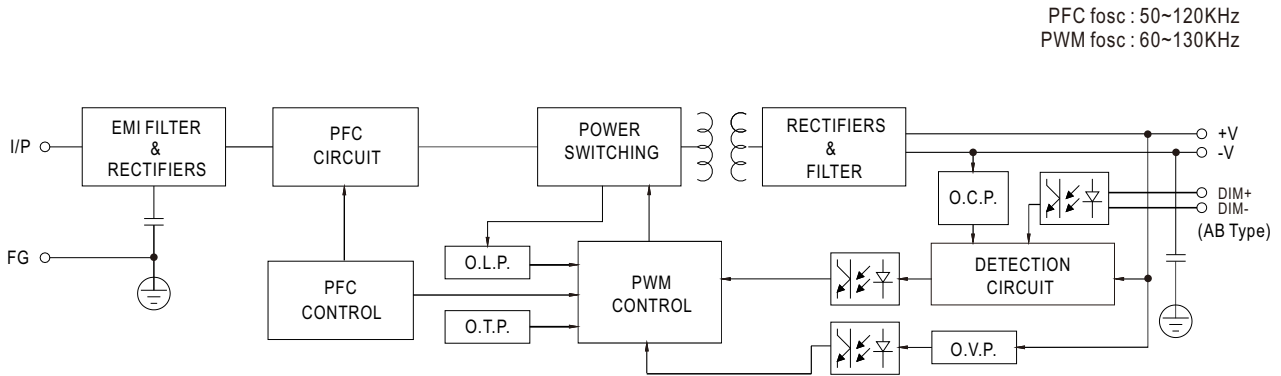 PFC fosc : 50~120KHz
PWM fosc : 60~130KHz
I/P
EMI FILTER
&
RECTIFIERS
PFC
CIRCUIT
POWER
SWITCHING
RECTIFIERS
&
FILTER
+V
-V
O.C.P.
DIM+
DIM-
(AB Type)
FG
PFC
CONTROL
O.L.P.
O.T.P.
PWM
CONTROL
DETECTION
CIRCUIT
O.V.P.